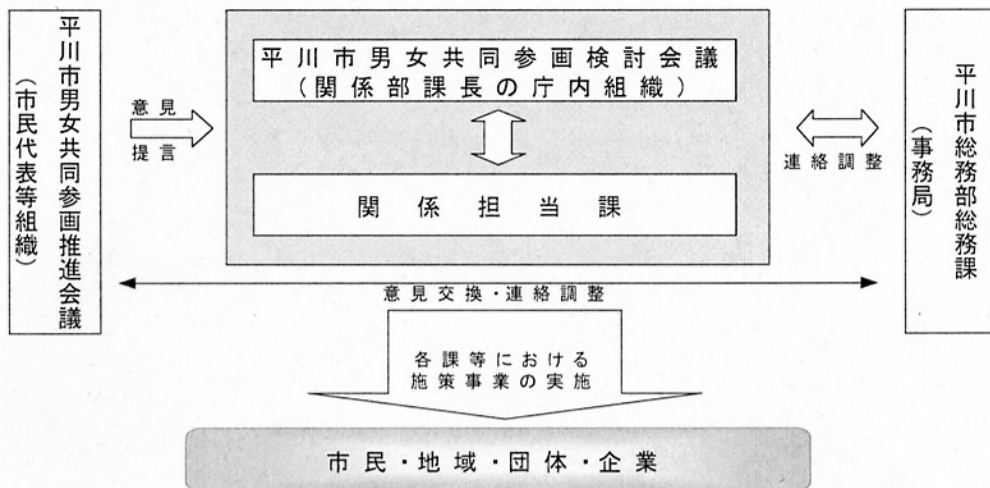 平川市男女共同参画推進会議
(市民代表等組織)
意見
提言
平川市男女共同参画検討会議
(関係部課長の庁内組織)
関係担当課
連絡調整
平川市総務部総務課
(事務局)
意見交換・連絡調整
各課等における
施策事業の実施
市民・地域・団体・企業